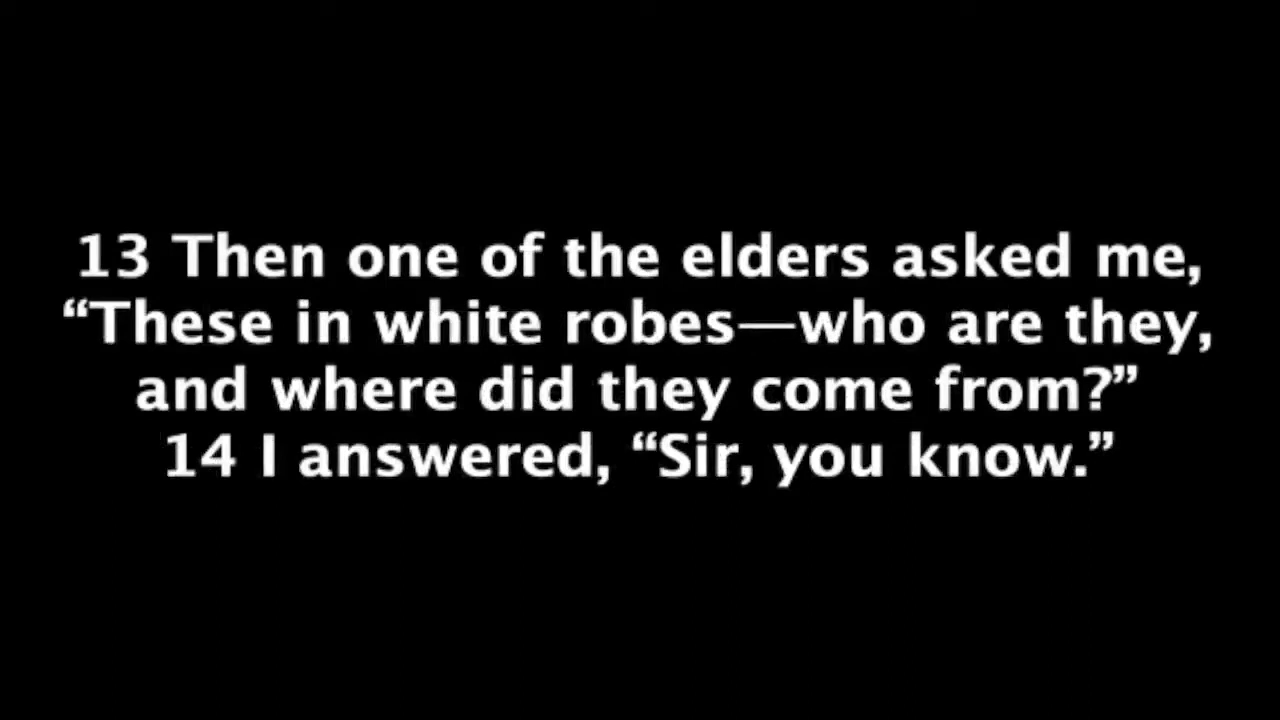 13 Then one of the elders asked me,
“These in white robes—who are they,
and where did they come from?”
14 I answered, “Sir, you know.”